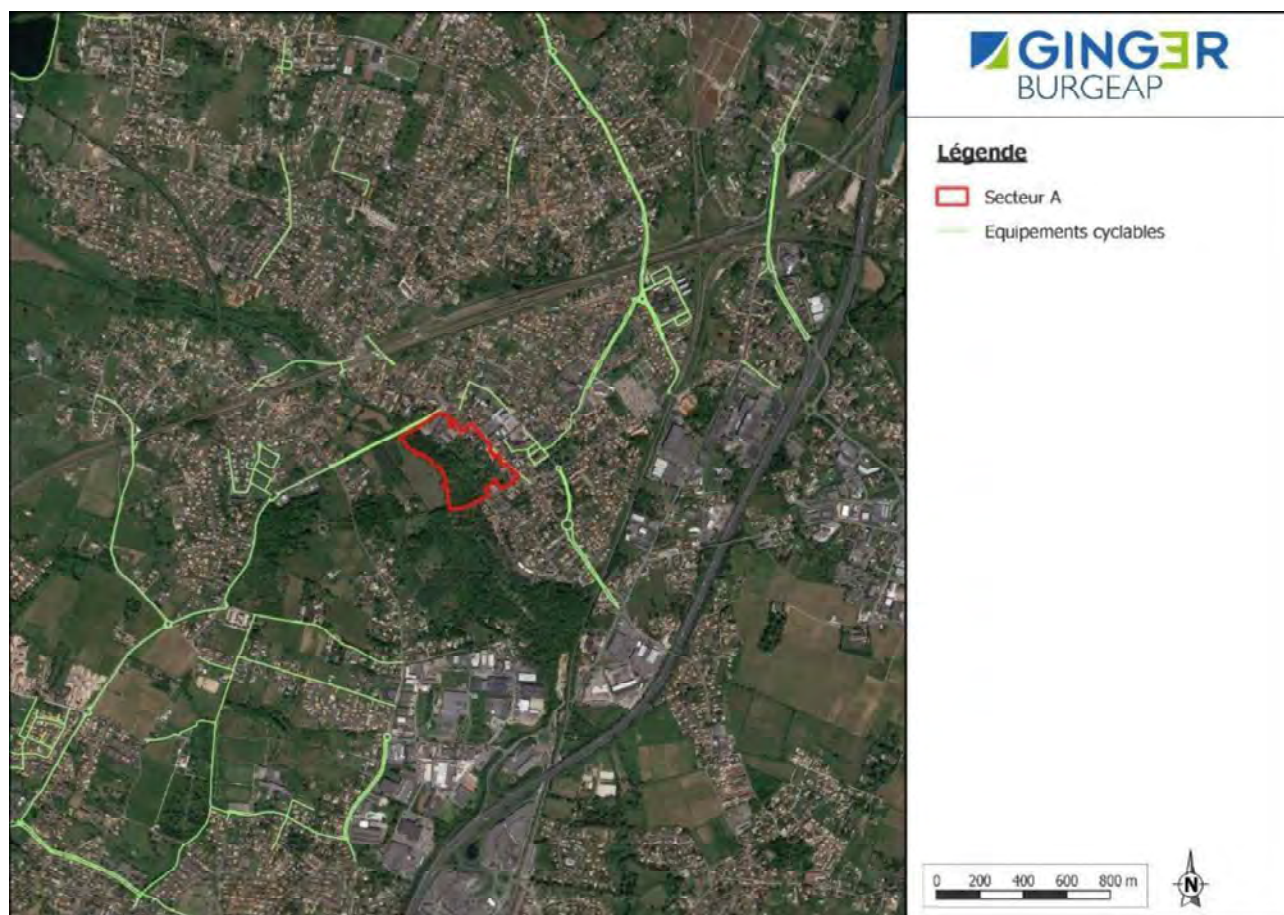 GINGER
BURGEAP
Légende
Secteur A
Equipements cyclables
0 200 400 600 800 m
N